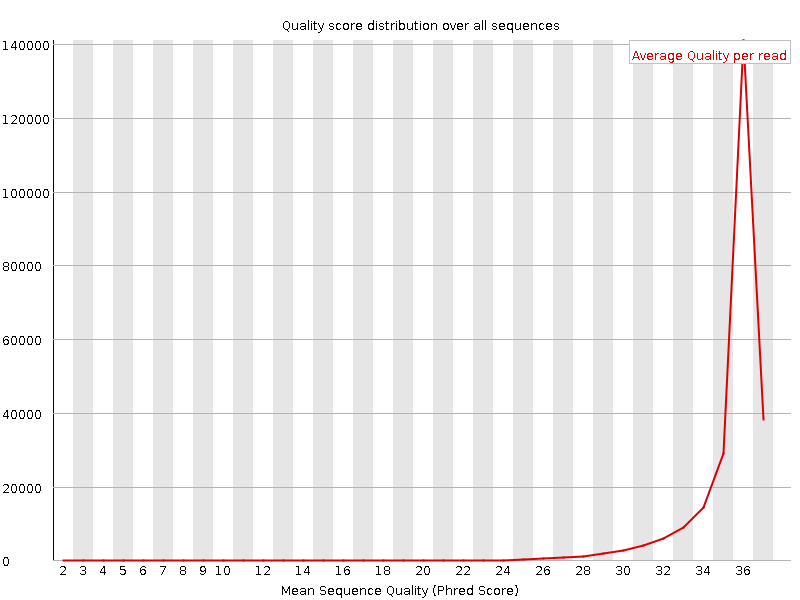 Quality score distribution over all sequences
Average Quality per read
140000
120000
100000
80000
60000
40000
20000
0
2 3 4 5 6 7 8 9 10 12 14 16 18 20 22 24 26 28 30 32 34 36
Mean Sequence Quality (Phred Score)